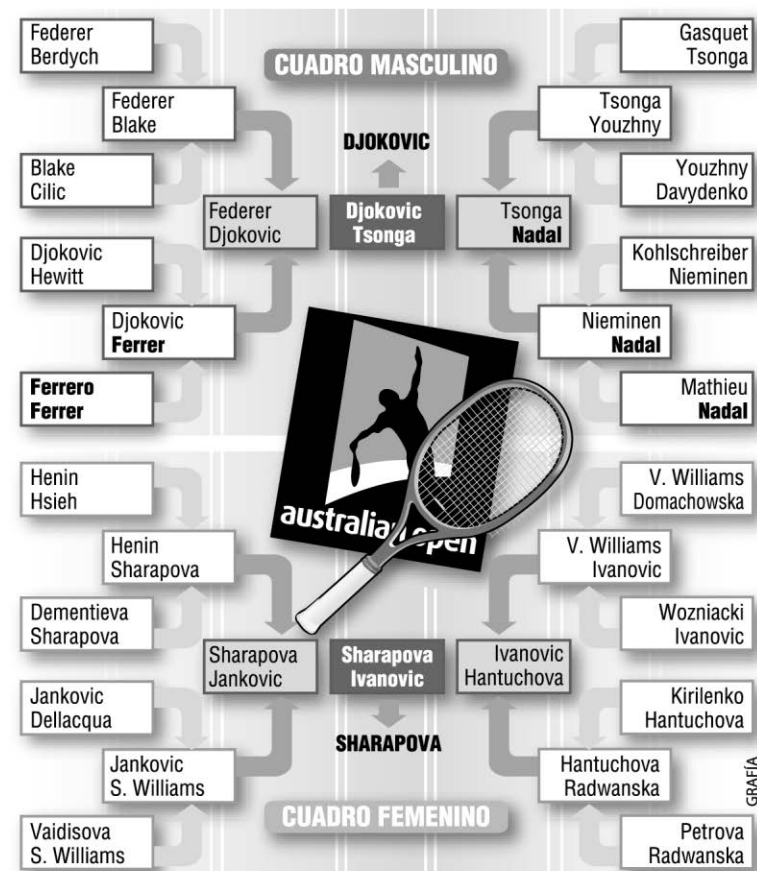 CUADRO MASCULINO
Federer
Berdych
Federer
Blake
Blake
Cilic
Djokovic
Hewitt
Djokovic
Ferrer
Ferrero
Ferrer
Federer
Djokovic
DJOKOVIC
Djokovic
Tsonga
Tsonga
Nadal
Gasquet
Tsonga
Tsonga
Youzhny
Youzhny
Davydenko
Kohlschreiber
Nieminen
Nieminen
Nadal
Mathieu
Nadal
australian open
Henin
Hsieh
Henin
Sharapova
Dementieva
Sharapova
Jankovic
Dellacqua
Jankovic
S. Williams
Vaidisova
S. Williams
Sharapova
Jankovic
Sharapova
Ivanovic
SHARAPOVA
Ivanovic
Hantuchova
V. Williams
Domachowska
V. Williams
Ivanovic
Wozniacki
Ivanovic
Kirilenko
Hantuchova
Hantuchova
Radwanska
Petrova
Radwanska
CUADRO FEMENINO
GRAFÍA